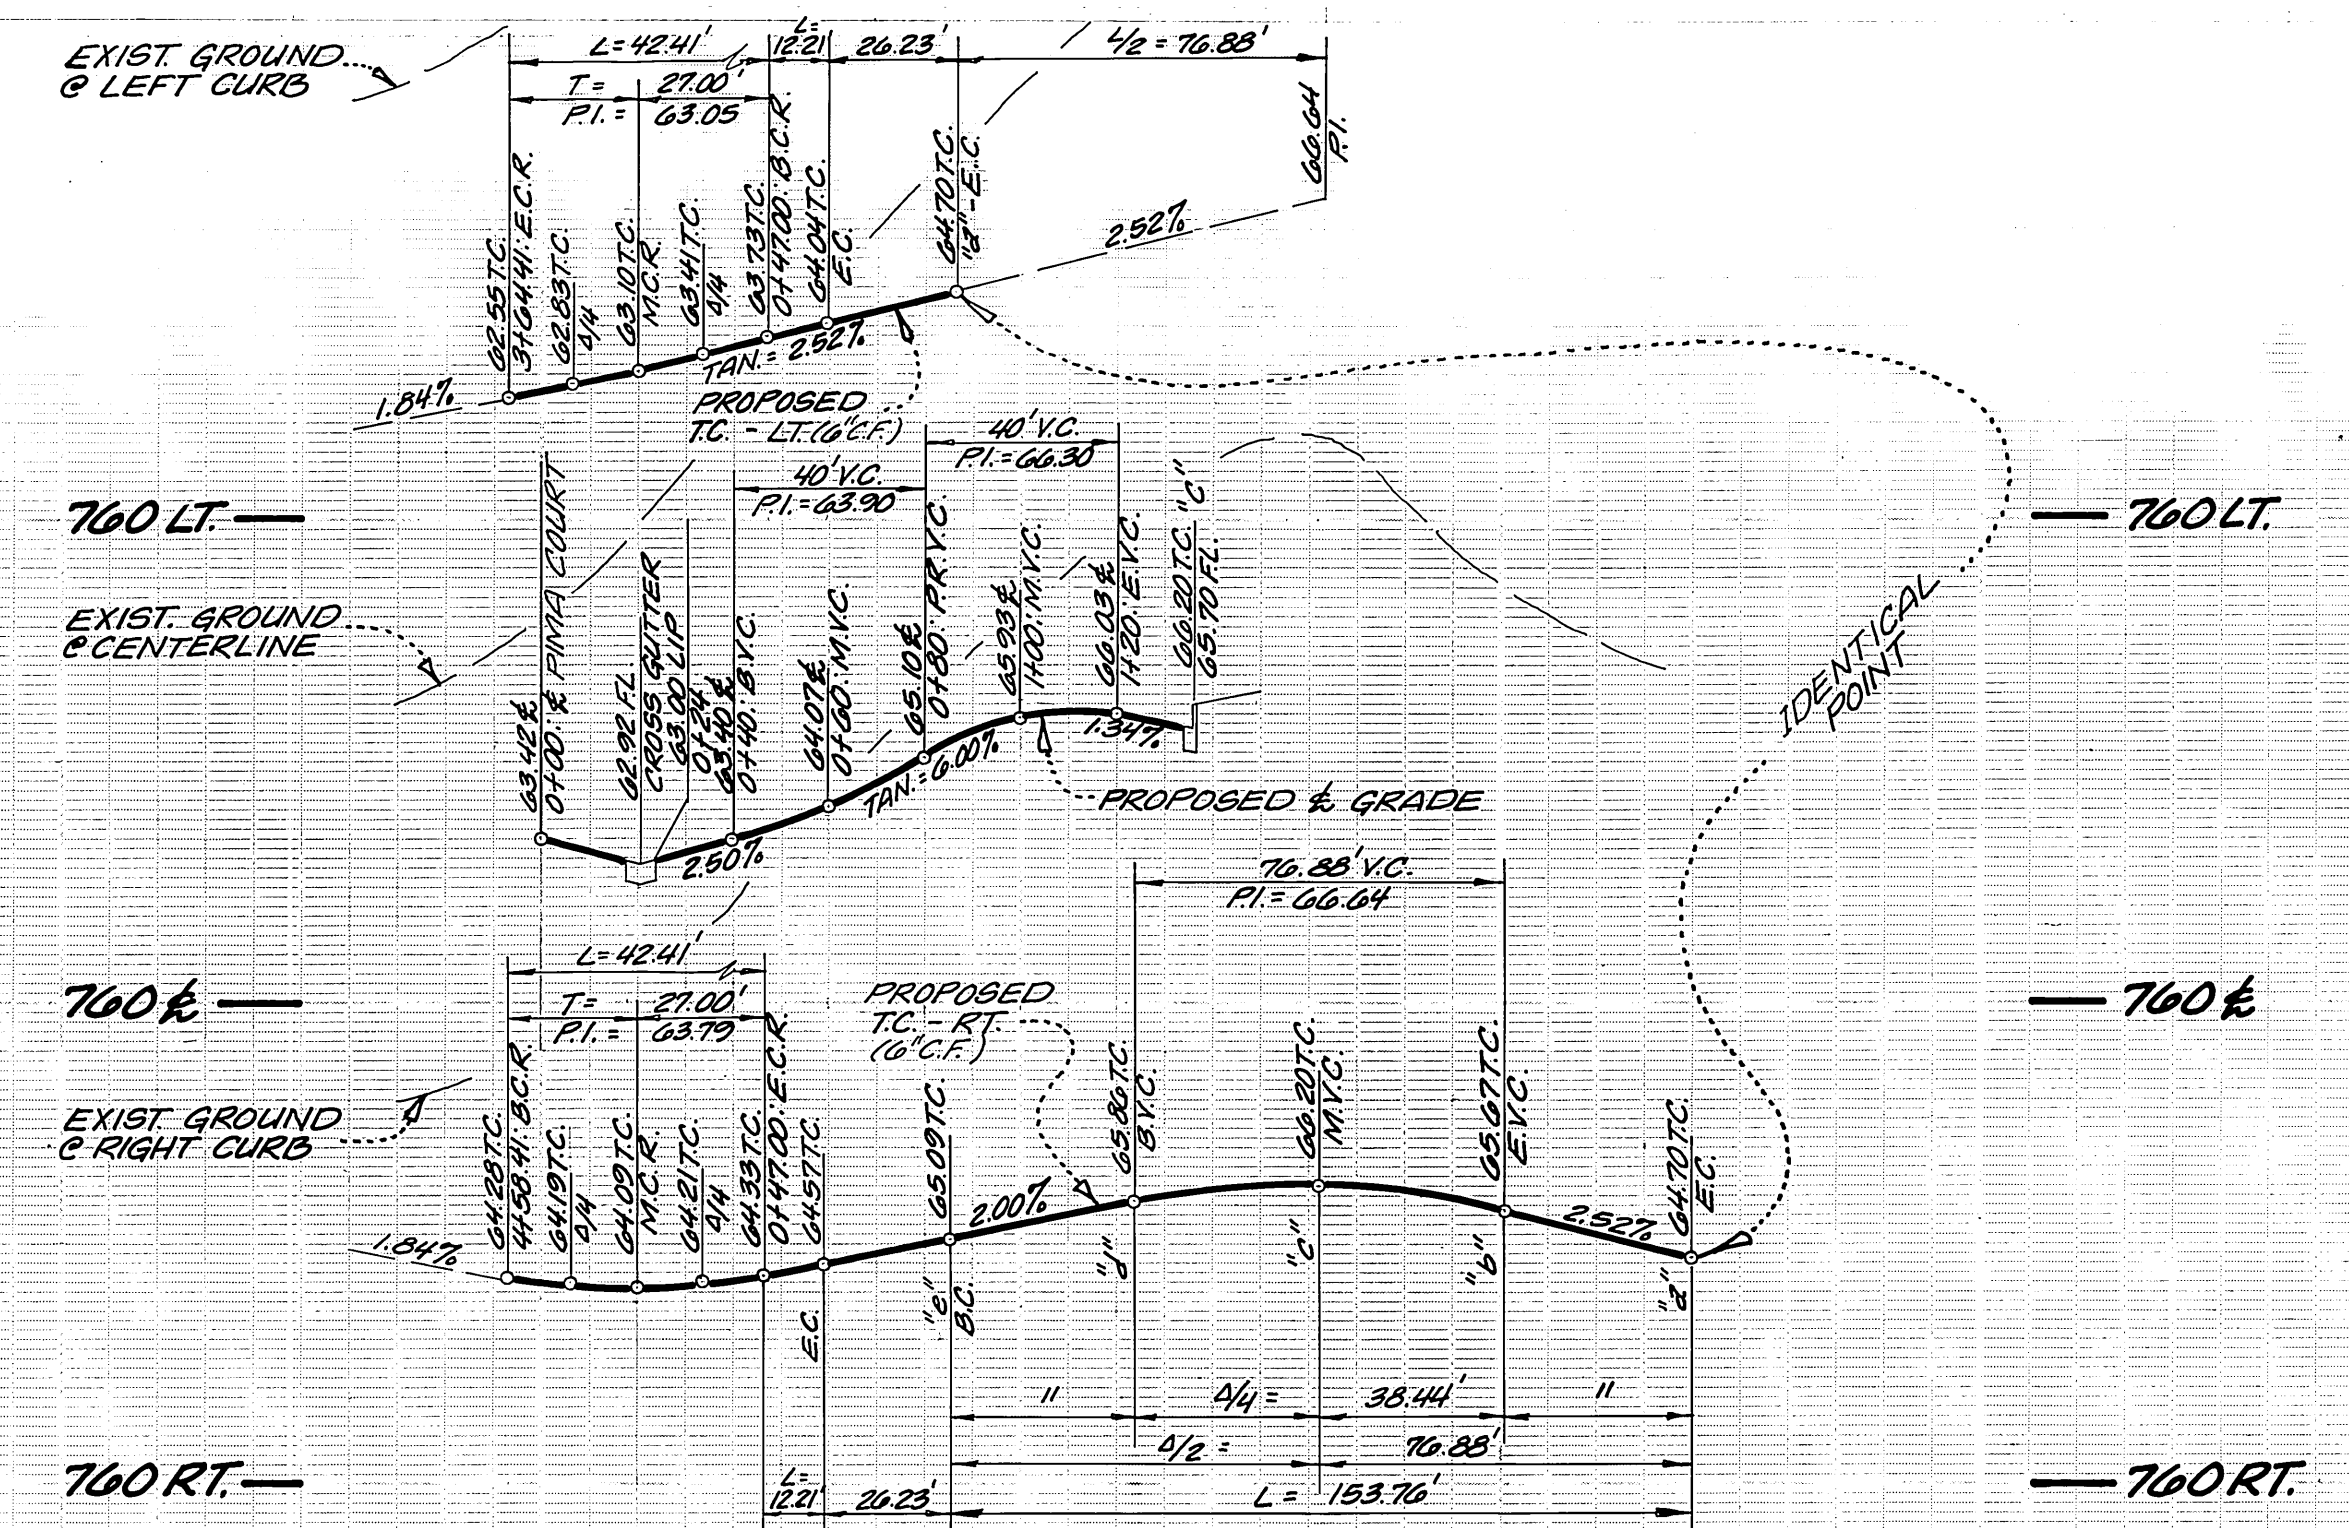 EXIST. GROUND
@ LEFT CURB
L=42.41'
L=
12.21'
26.23'
L/2 = 76.88'
T= 27.00'
P.I. = 63.05
62.55 T.C.
3+64.41: E.C.R.
62.83 T.C.
Δ/4
63.10 T.C.
M.C.R.
63.41 T.C.
Δ/4
63.73 T.C.
0+47.00: B.C.R.
64.04 T.C.
E.C.
64.70 T.C.
"a"-E.C.
66.64
P.I.
2.52%
1.84%
TAN. = 2.52%
PROPOSED
T.C. - LT. (6" C.F.)
760 LT.
760 LT.
40' V.C.
P.I. = 63.90
40' V.C.
P.I. = 66.30
EXIST. GROUND
@ CENTERLINE
63.42 ℄
0+00: ℄ PIMA COURT
62.92 FL.
CROSS GUTTER
63.00 LIP
0+24
63.40 ℄
0+40: B.V.C.
64.07 ℄
0+60: M.V.C.
65.10 ℄
0+80: P.R.V.C.
65.93 ℄
1+00: M.V.C.
66.03 ℄
1+20: E.V.C.
66.20 T.C. "C"
65.70 FL.
2.50%
TAN. = 6.00%
1.34%
PROPOSED ℄ GRADE
IDENTICAL
POINT
76.88' V.C.
P.I. = 66.64
760 ℄
760 ℄
L=42.41'
T= 27.00'
P.I. = 63.79
PROPOSED
T.C. - RT.
(6" C.F.)
EXIST. GROUND
@ RIGHT CURB
64.28 T.C.
4+58.41: B.C.R.
64.19 T.C.
Δ/4
64.09 T.C.
M.C.R.
64.21 T.C.
Δ/4
64.33 T.C.
0+47.00: E.C.R.
64.57 T.C.
E.C.
65.09 T.C.
"e"
B.C.
65.86 T.C.
B.V.C.
"d"
66.20 T.C.
M.V.C.
"c"
65.67 T.C.
E.V.C.
"b"
64.70 T.C.
E.C.
"a"
1.84%
2.00%
2.52%
" Δ/4 = 38.44' "
Δ/2 = 76.88'
L=
12.21'
26.23'
L = 153.76'
760 RT.
760 RT.